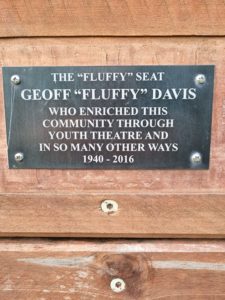 THE "FLUFFY" SEAT
GEOFF "FLUFFY" DAVIS
WHO ENRICHED THIS
COMMUNITY THROUGH
YOUTH THEATRE AND
IN SO MANY OTHER WAYS
1940 - 2016